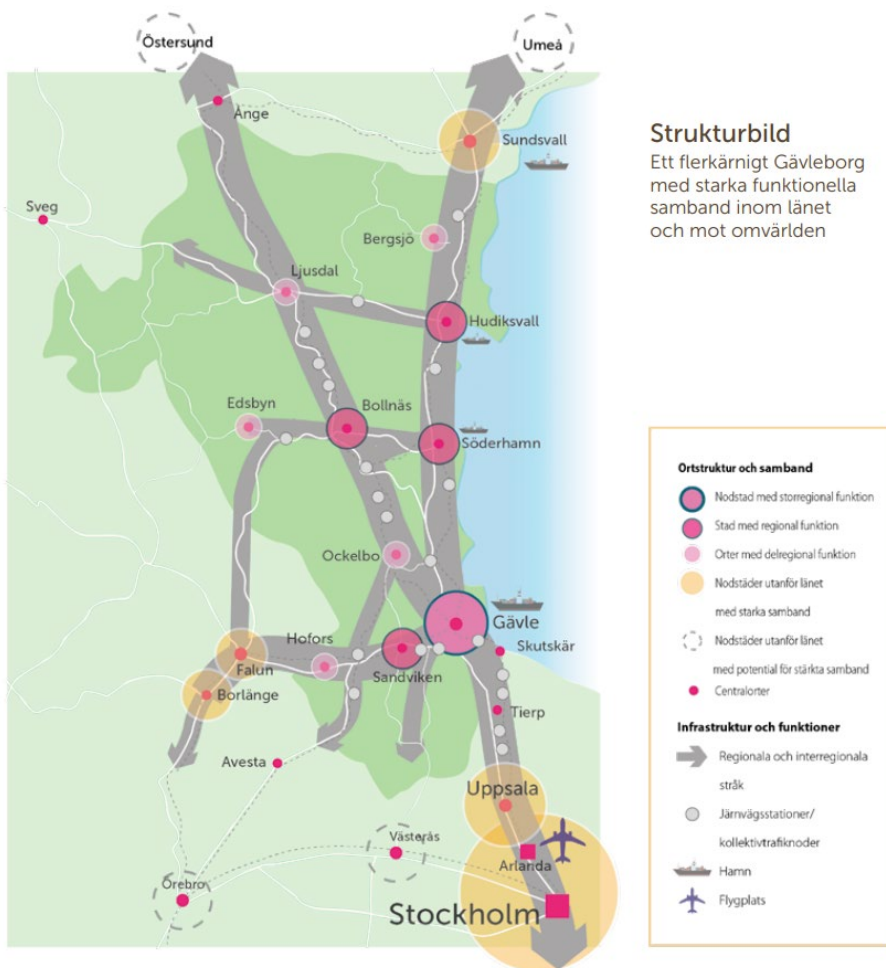 Östersund
Umeå
Ånge
Sundsvall
Sveg
Bergsjö
Ljusdal
Hudiksvall
Edsbyn
Bollnäs
Söderhamn
Ockelbo
Gävle
Hofors
Skutskär
Falun
Sandviken
Borlänge
Tierp
Avesta
Uppsala
Västerås
Arlanda
Örebro
Stockholm
Strukturbild
Ett flerkärnigt Gävleborg
med starka funktionella
samband inom länet
och mot omvärlden
Ortstruktur och samband
Nodstad med storregional funktion
Stad med regional funktion
Orter med delregional funktion
Nodstäder utanför länet
med starka samband
Nodstäder utanför länet
med potential för stärkta samband
Centralorter
Infrastruktur och funktioner
Regionala och interregionala
stråk
Järnvägsstationer/
kollektivtrafiknoder
Hamn
Flygplats